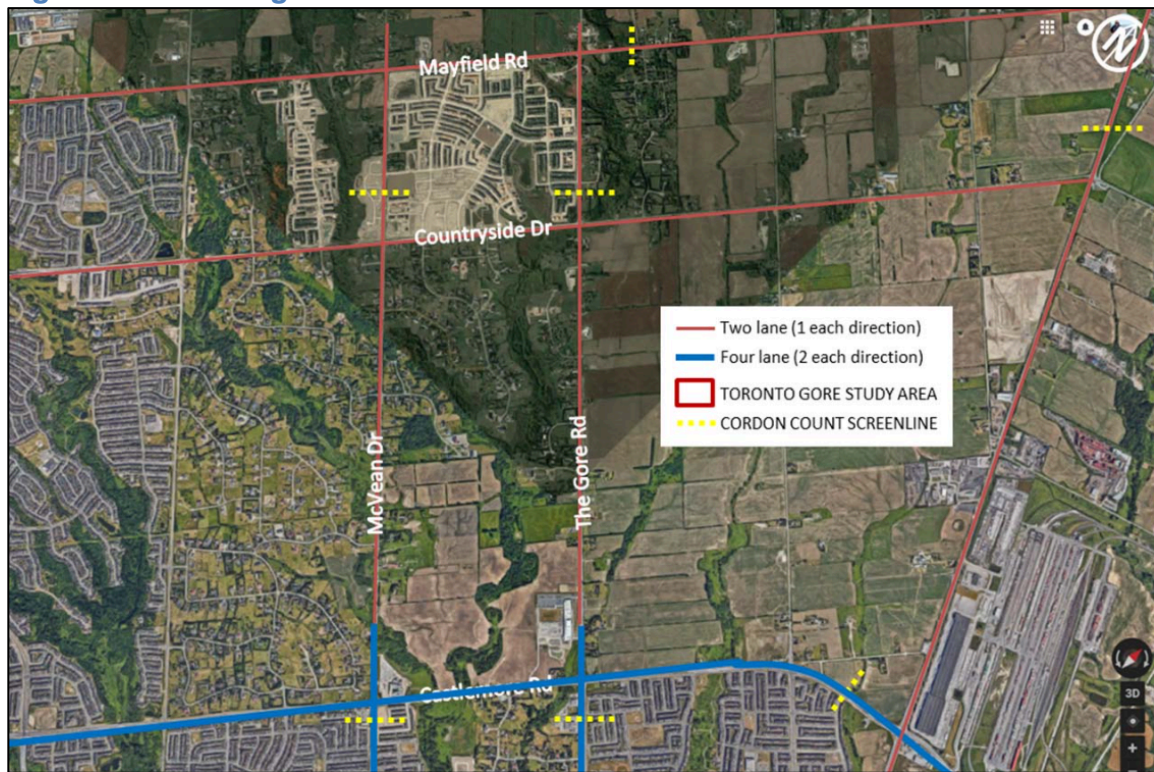 Mayfield Rd
Countryside Dr
Two lane (1 each direction)
Four lane (2 each direction)
TORONTO GORE STUDY AREA
CORDON COUNT SCREENLINE
McVean Dr
The Gore Rd
Castlemore Rd
N
3D